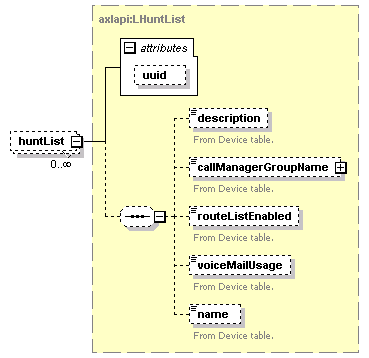 axlapi:LHuntList
attributes
uuid
huntList
0..∞
description
From Device table.
callManagerGroupName
From Device table.
routeListEnabled
From Device table.
voiceMailUsage
From Device table.
name
From Device table.